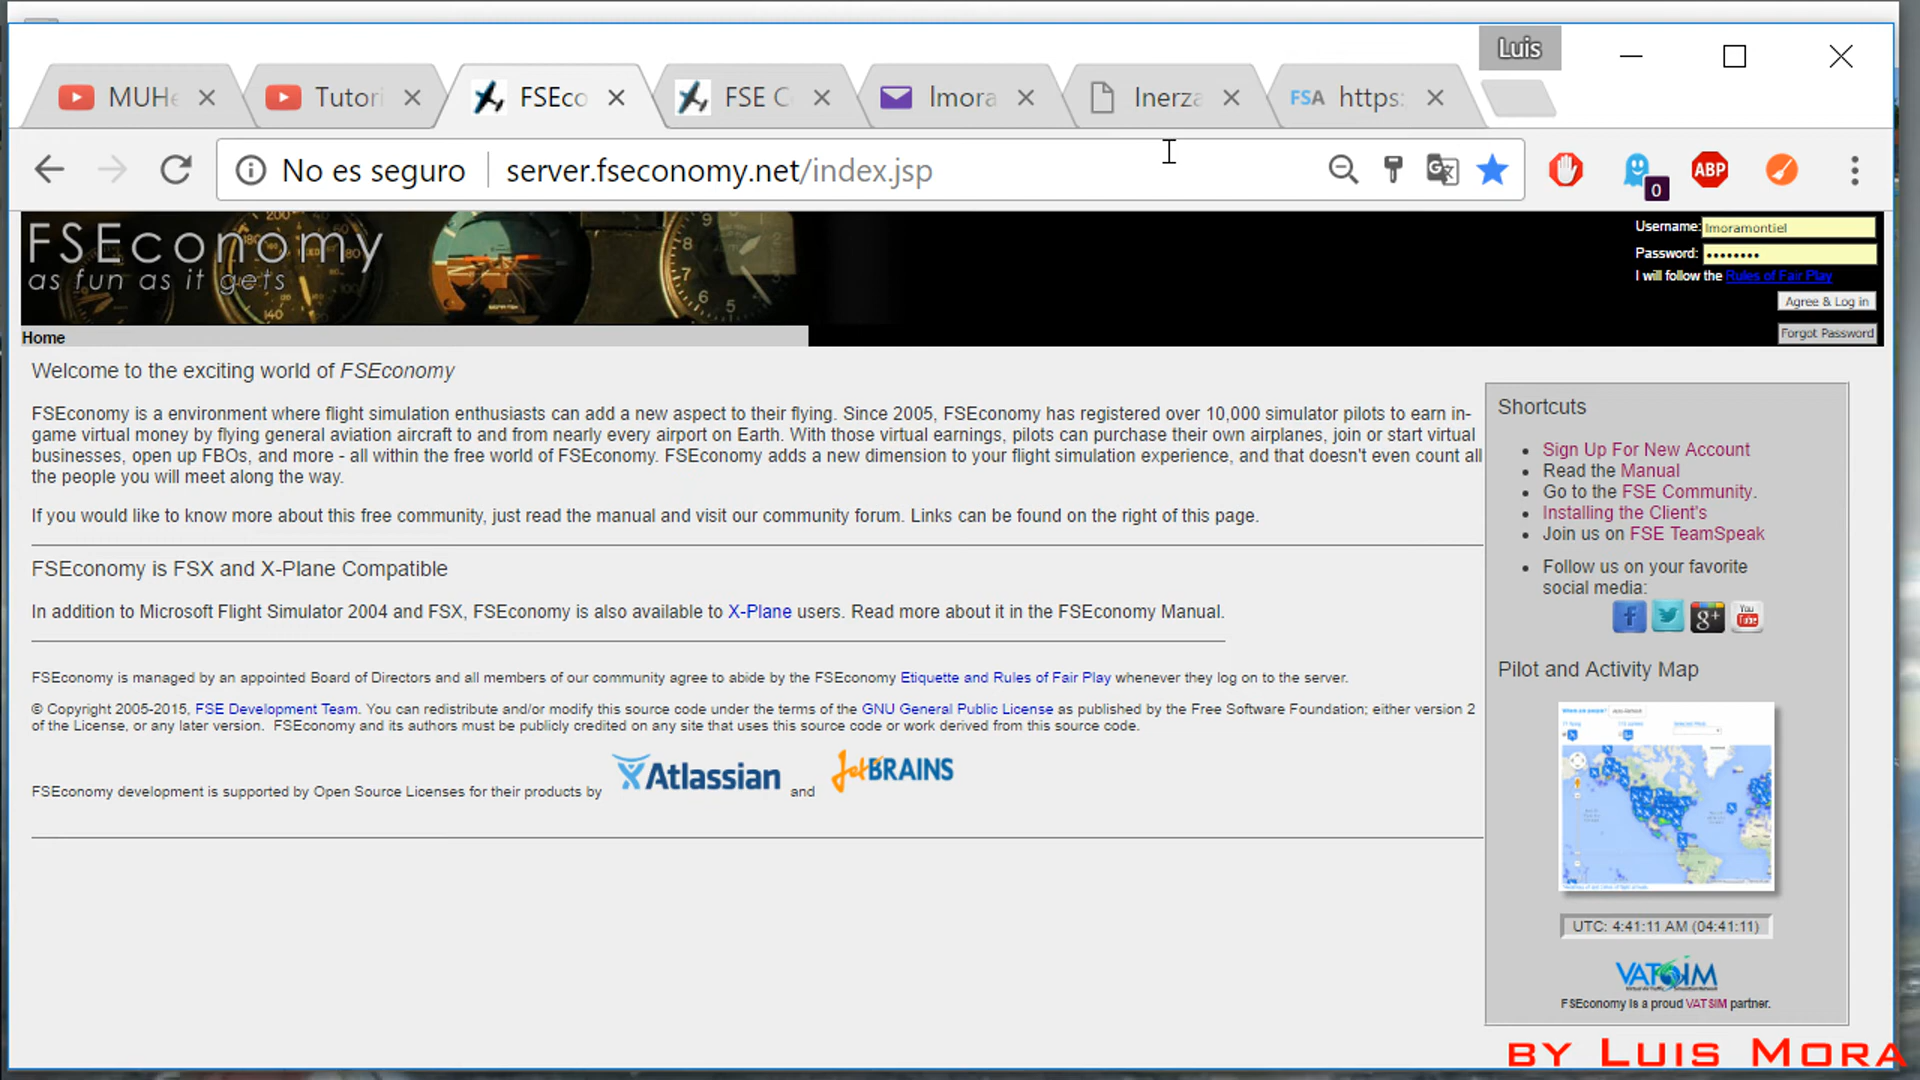 Luis
MUHe
Tutori
FSEco
FSE C
lmora
Inerza
FSA https:
No es seguro server.fseconomy.net/index.jsp
0
ABP
FSEconomy
as fun as it gets
Username: lmoramontiel
Password: ••••••••
I will follow the Rules of Fair Play
Agree & Log in
Forgot Password
Home
Welcome to the exciting world of FSEconomy
FSEconomy is a environment where flight simulation enthusiasts can add a new aspect to their flying. Since 2005, FSEconomy has registered over 10,000 simulator pilots to earn in-
game virtual money by flying general aviation aircraft to and from nearly every airport on Earth. With those virtual earnings, pilots can purchase their own airplanes, join or start virtual
businesses, open up FBOs, and more - all within the free world of FSEconomy. FSEconomy adds a new dimension to your flight simulation experience, and that doesn't even count all
the people you will meet along the way.
If you would like to know more about this free community, just read the manual and visit our community forum. Links can be found on the right of this page.
FSEconomy is FSX and X-Plane Compatible
In addition to Microsoft Flight Simulator 2004 and FSX, FSEconomy is also available to X-Plane users. Read more about it in the FSEconomy Manual.
FSEconomy is managed by an appointed Board of Directors and all members of our community agree to abide by the FSEconomy Etiquette and Rules of Fair Play whenever they log on to the server.
© Copyright 2005-2015, FSE Development Team. You can redistribute and/or modify this source code under the terms of the GNU General Public License as published by the Free Software Foundation; either version 2
of the License, or any later version. FSEconomy and its authors must be publicly credited on any site that uses this source code or work derived from this source code.
FSEconomy development is supported by Open Source Licenses for their products by Atlassian and JetBRAINS
Shortcuts
Sign Up For New Account
Read the Manual
Go to the FSE Community.
Installing the Client's
Join us on FSE TeamSpeak
Follow us on your favorite
social media:
f
g+
You
Tube
Pilot and Activity Map
UTC: 4:41:11 AM (04:41:11)
VATSIM
FSEconomy is a proud VATSIM partner.
BY LUIS MORA